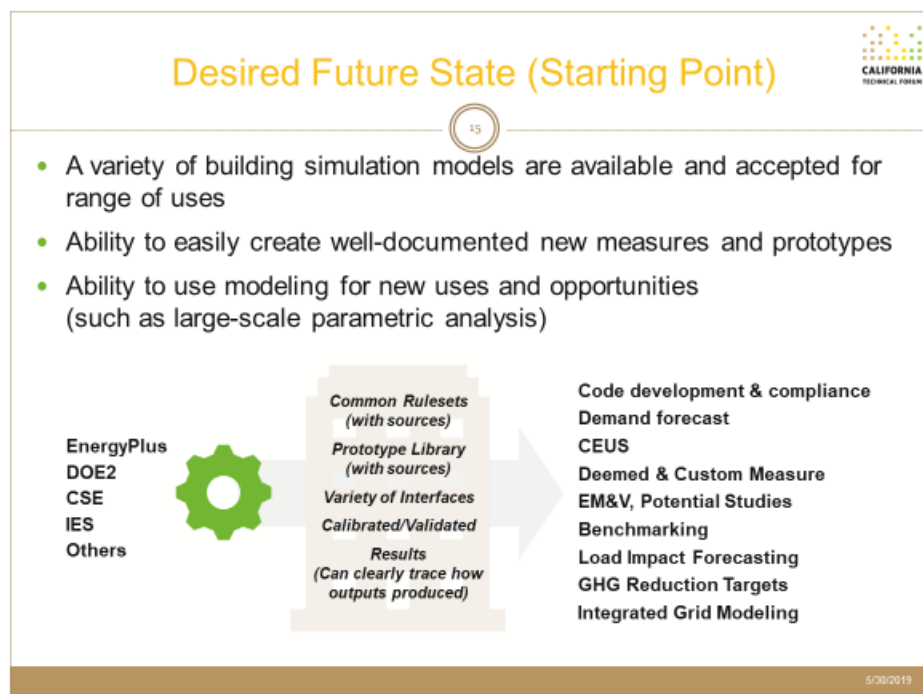 Desired Future State (Starting Point)
CALIFORNIA
TECHNICAL FORUM
15
A variety of building simulation models are available and accepted for
range of uses
Ability to easily create well-documented new measures and prototypes
Ability to use modeling for new uses and opportunities
(such as large-scale parametric analysis)
EnergyPlus
DOE2
CSE
IES
Others
Common Rulesets
(with sources)
Prototype Library
(with sources)
Variety of Interfaces
Calibrated/Validated
Results
(Can clearly trace how
outputs produced)
Code development & compliance
Demand forecast
CEUS
Deemed & Custom Measure
EM&V, Potential Studies
Benchmarking
Load Impact Forecasting
GHG Reduction Targets
Integrated Grid Modeling
5/30/2019